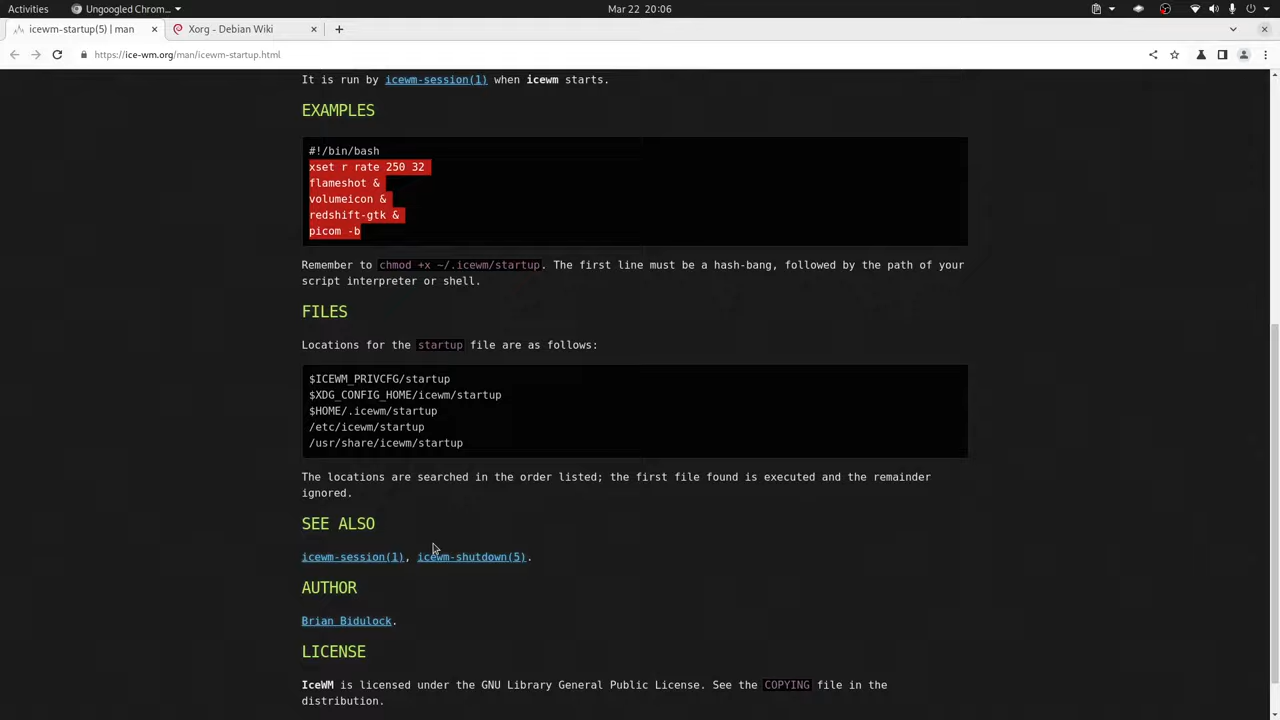 Activities
Ungoogled Chrom...
Mar 22 20:06
icewm-startup(5) | man
Xorg - Debian Wiki
https://ice-wm.org/man/icewm-startup.html
It is run by icewm-session(1) when icewm starts.
EXAMPLES
#!/bin/bash
xset r rate 250 32
flameshot &
volumeicon &
redshift-gtk &
picom -b
Remember to chmod +x ~/.icewm/startup. The first line must be a hash-bang, followed by the path of your
script interpreter or shell.
FILES
Locations for the startup file are as follows:
$ICEWM_PRIVCFG/startup
$XDG_CONFIG_HOME/icewm/startup
$HOME/.icewm/startup
/etc/icewm/startup
/usr/share/icewm/startup
The locations are searched in the order listed; the first file found is executed and the remainder
ignored.
SEE ALSO
icewm-session(1), icewm-shutdown(5).
AUTHOR
Brian Bidulock.
LICENSE
IceWM is licensed under the GNU Library General Public License. See the COPYING file in the
distribution.